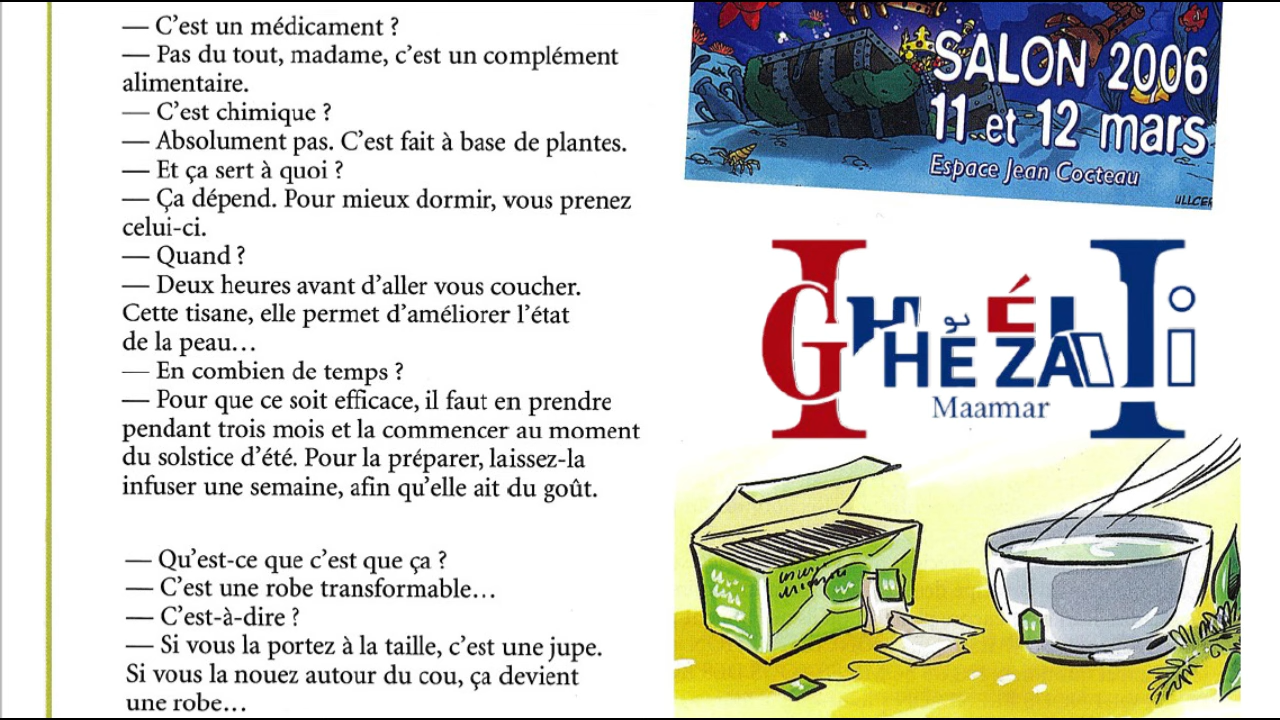 — C'est un médicament ?
— Pas du tout, madame, c'est un complément
alimentaire.
— C'est chimique ?
— Absolument pas. C'est fait à base de plantes.
— Et ça sert à quoi ?
— Ça dépend. Pour mieux dormir, vous prenez
celui-ci.
— Quand ?
— Deux heures avant d'aller vous coucher.
Cette tisane, elle permet d'améliorer l'état
de la peau…
— En combien de temps ?
— Pour que ce soit efficace, il faut en prendre
pendant trois mois et la commencer au moment
du solstice d'été. Pour la préparer, laissez-la
infuser une semaine, afin qu'elle ait du goût.
— Qu'est-ce que c'est que ça ?
— C'est une robe transformable…
— C'est-à-dire ?
— Si vous la portez à la taille, c'est une jupe.
Si vous la nouez autour du cou, ça devient
une robe…
SALON 2006
11 et 12 mars
Espace Jean Cocteau
Maamar